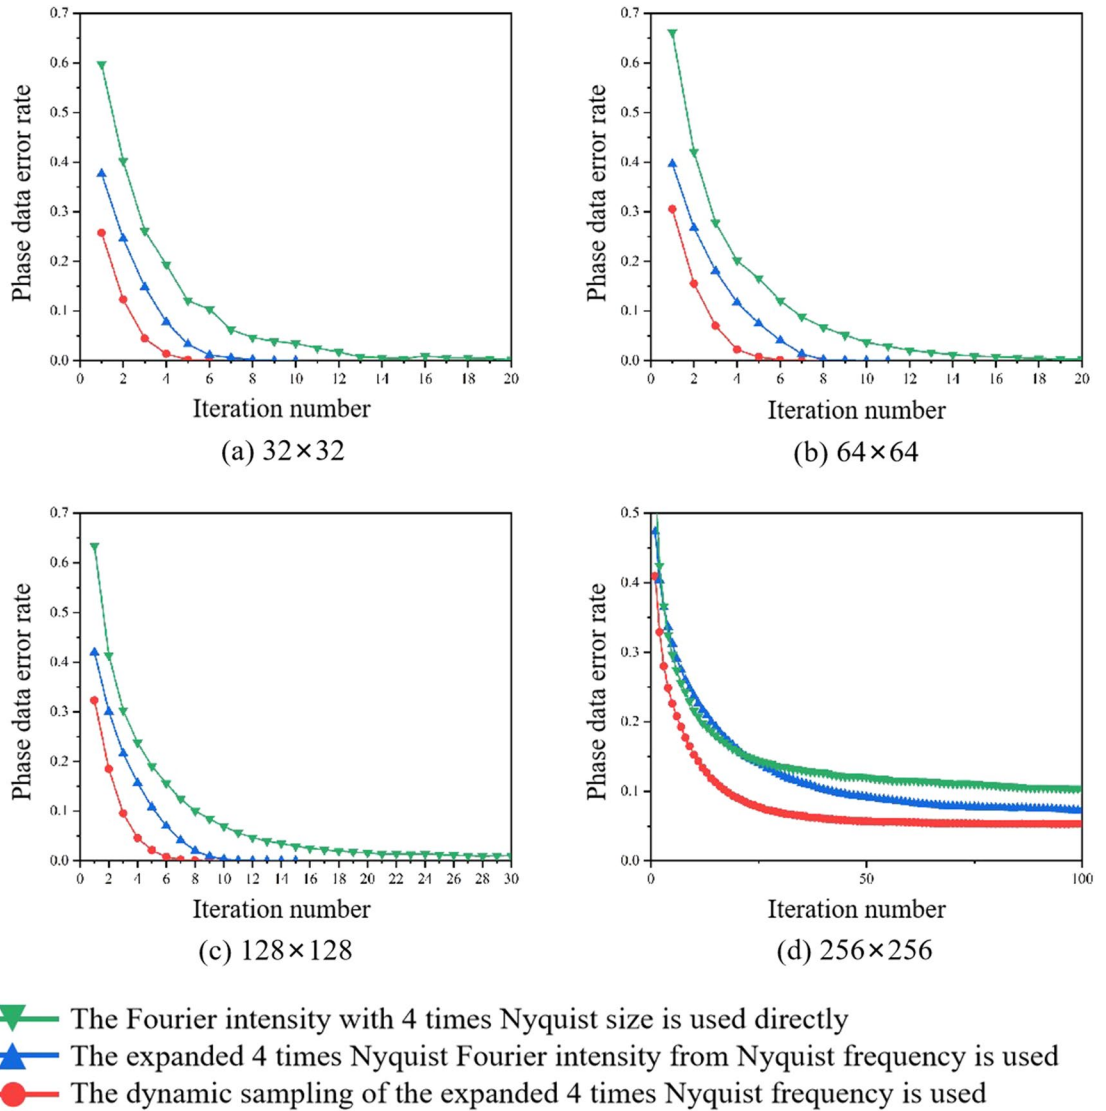 0.7
0.6
0.5
0.4
0.3
0.2
0.1
0.0
Phase data error rate
0 2 4 6 8 10 12 14 16 18 20
Iteration number
(a) 32×32
0.7
0.6
0.5
0.4
0.3
0.2
0.1
0.0
Phase data error rate
0 2 4 6 8 10 12 14 16 18 20
Iteration number
(b) 64×64
0.7
0.6
0.5
0.4
0.3
0.2
0.1
0.0
Phase data error rate
0 2 4 6 8 10 12 14 16 18 20 22 24 26 28 30
Iteration number
(c) 128×128
0.5
0.4
0.3
0.2
0.1
0.0
Phase data error rate
0 50 100
Iteration number
(d) 256×256
The Fourier intensity with 4 times Nyquist size is used directly
The expanded 4 times Nyquist Fourier intensity from Nyquist frequency is used
The dynamic sampling of the expanded 4 times Nyquist frequency is used